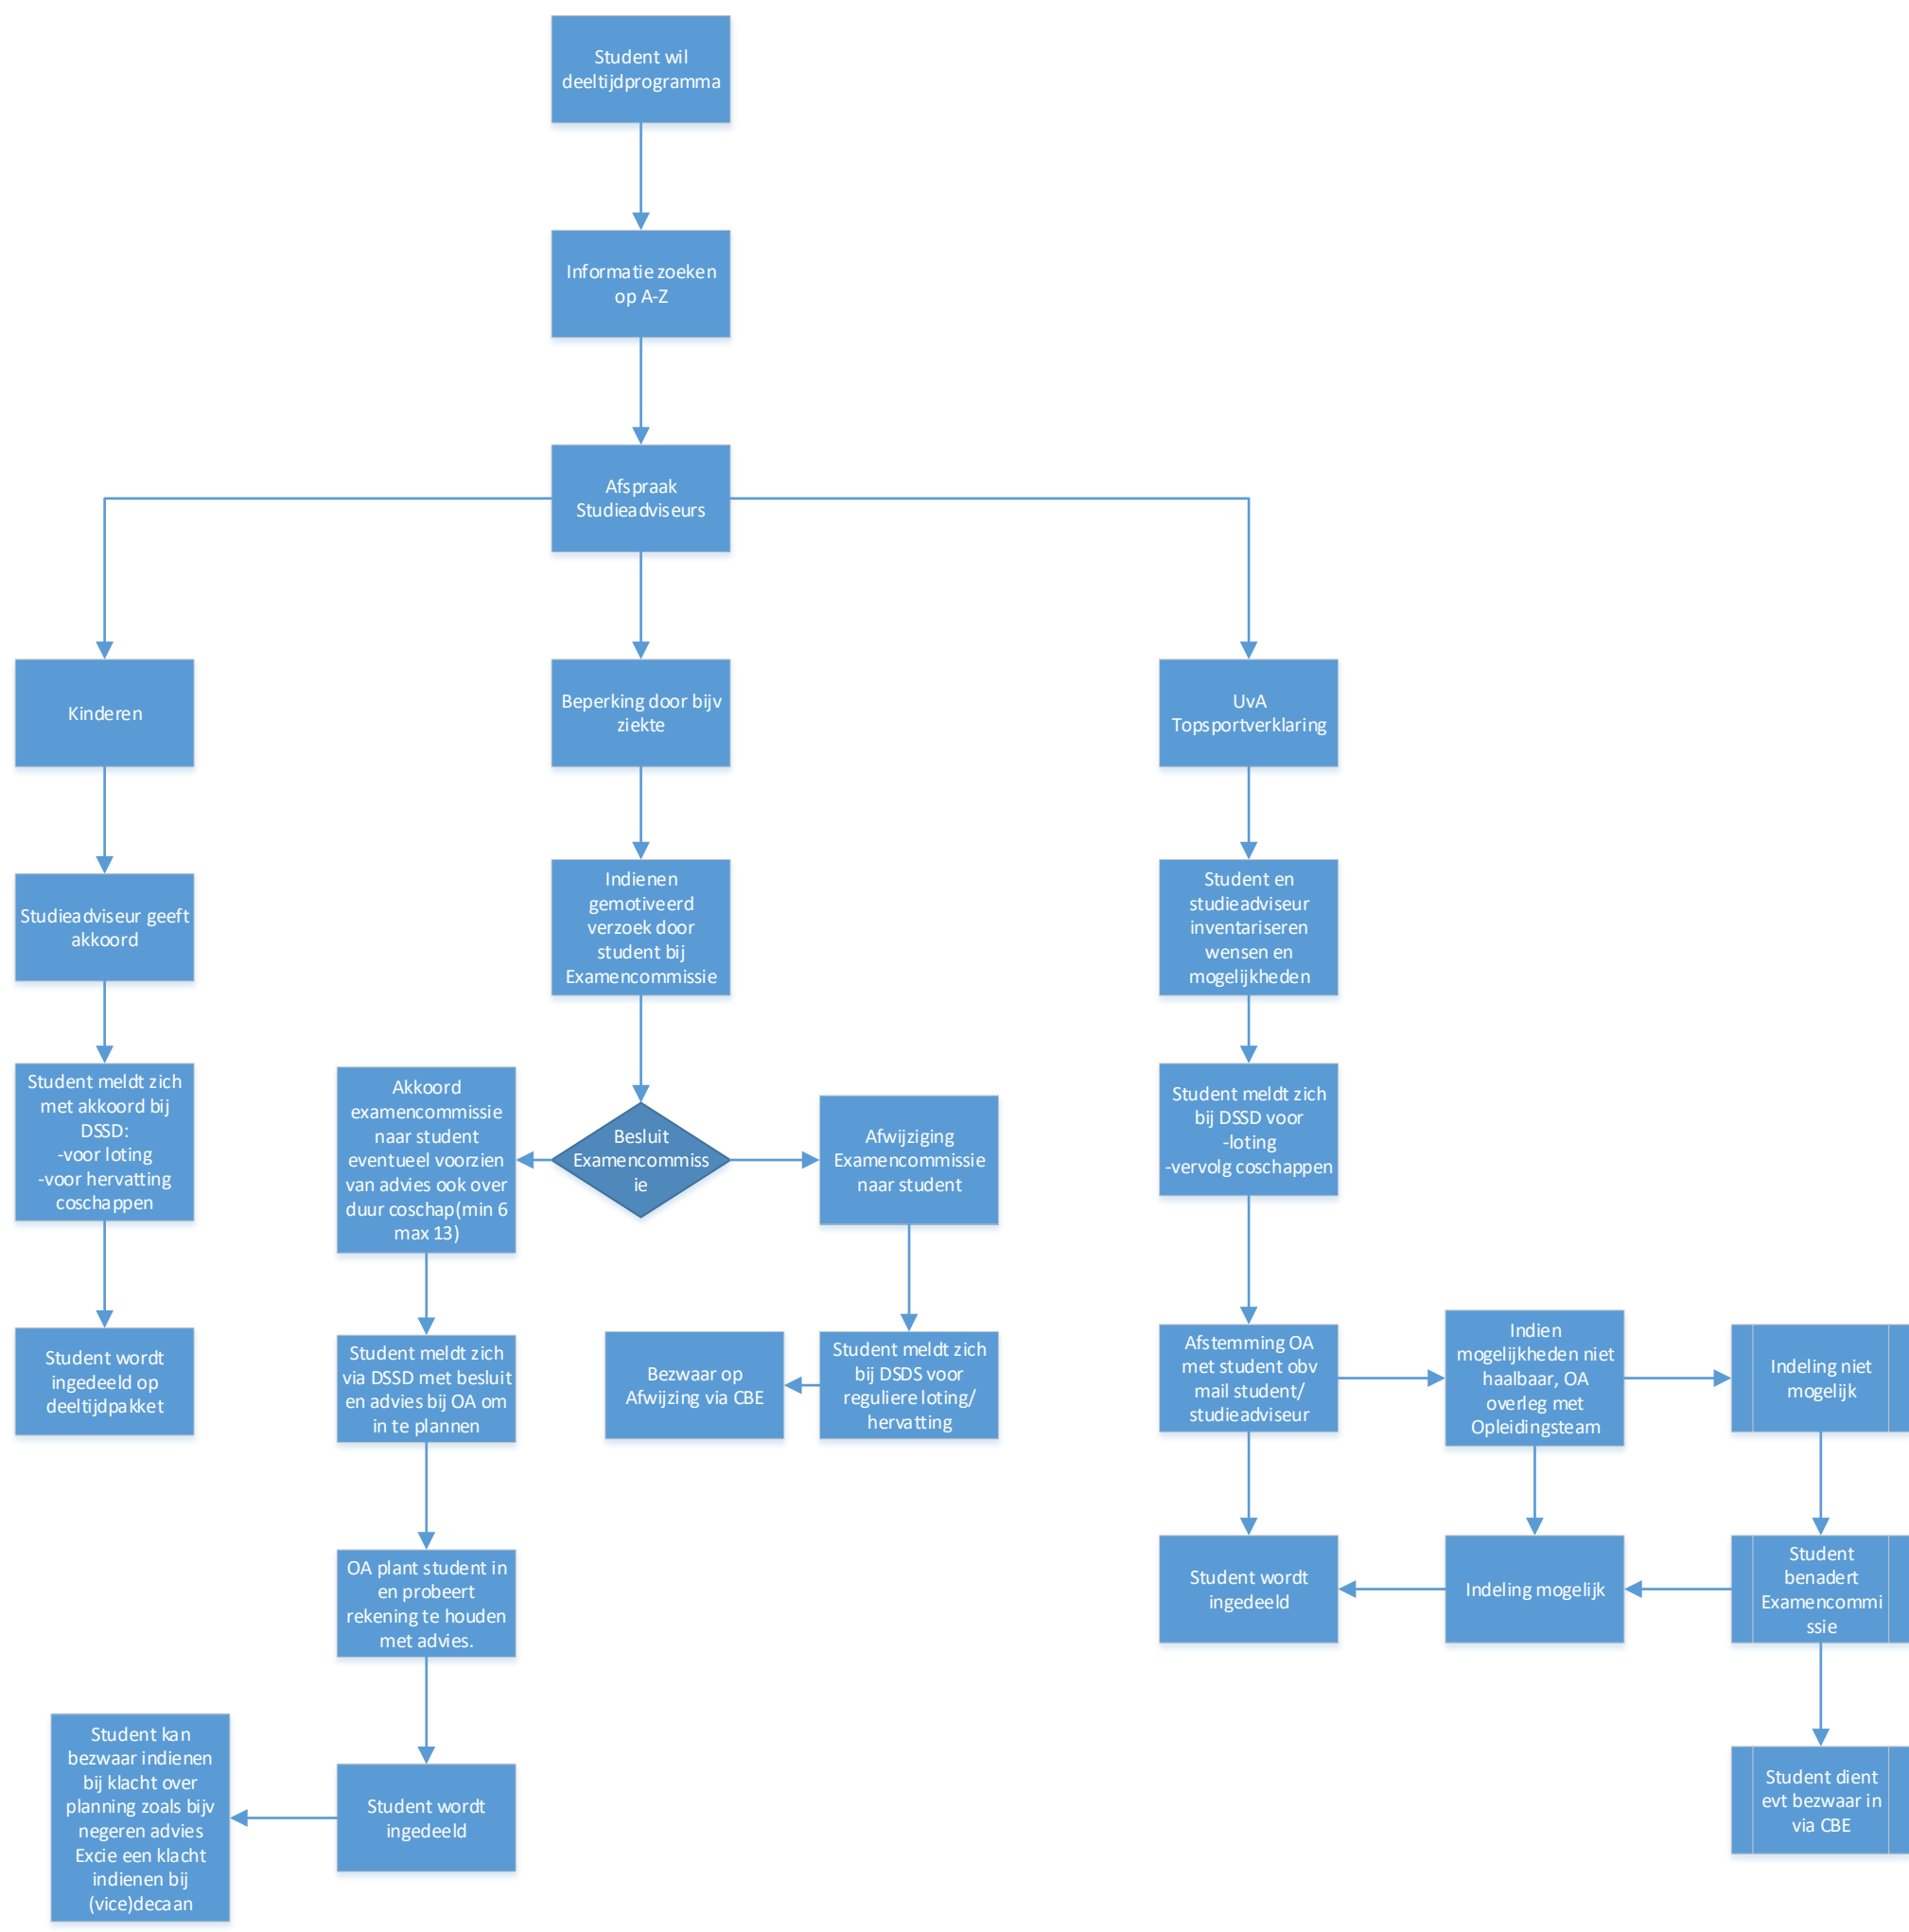 Student wil
deeltijdprogramma
Informatie zoeken
op A-Z
Afspraak
Studieadviseurs
Kinderen
Beperking door bijv
ziekte
UvA
Topsportverklaring
Studieadviseur geeft
akkoord
Indienen
gemotiveerd
verzoek door
student bij
Examencommissie
Student en
studieadviseur
inventariseren
wensen en
mogelijkheden
Student meldt zich
met akkoord bij
DSSD:
-voor loting
-voor hervatting
coschappen
Akkoord
examencommissie
naar student
eventueel voorzien
van advies ook over
duur coschap(min 6
max 13)
Besluit
Examencommiss
ie
Afwijziging
Examencommissie
naar student
Student meldt zich
bij DSSD voor
-loting
-vervolg coschappen
Student wordt
ingedeeld op
deeltijdpakket
Student meldt zich
via DSSD met besluit
en advies bij OA om
in te plannen
Bezwaar op
Afwijzing via CBE
Student meldt zich
bij DSDS voor
reguliere loting/
hervatting
Afstemming OA
met student obv
mail student/
studieadviseur
Indien
mogelijkheden niet
haalbaar, OA
overleg met
Opleidingsteam
Indeling niet
mogelijk
OA plant student in
en probeert
rekening te houden
met advies.
Student wordt
ingedeeld
Indeling mogelijk
Student
benadert
Examencommi
ssie
Student kan
bezwaar indienen
bij klacht over
planning zoals bijv
negeren advies
Excie een klacht
indienen bij
(vice)decaan
Student wordt
ingedeeld
Student dient
evt bezwaar in
via CBE